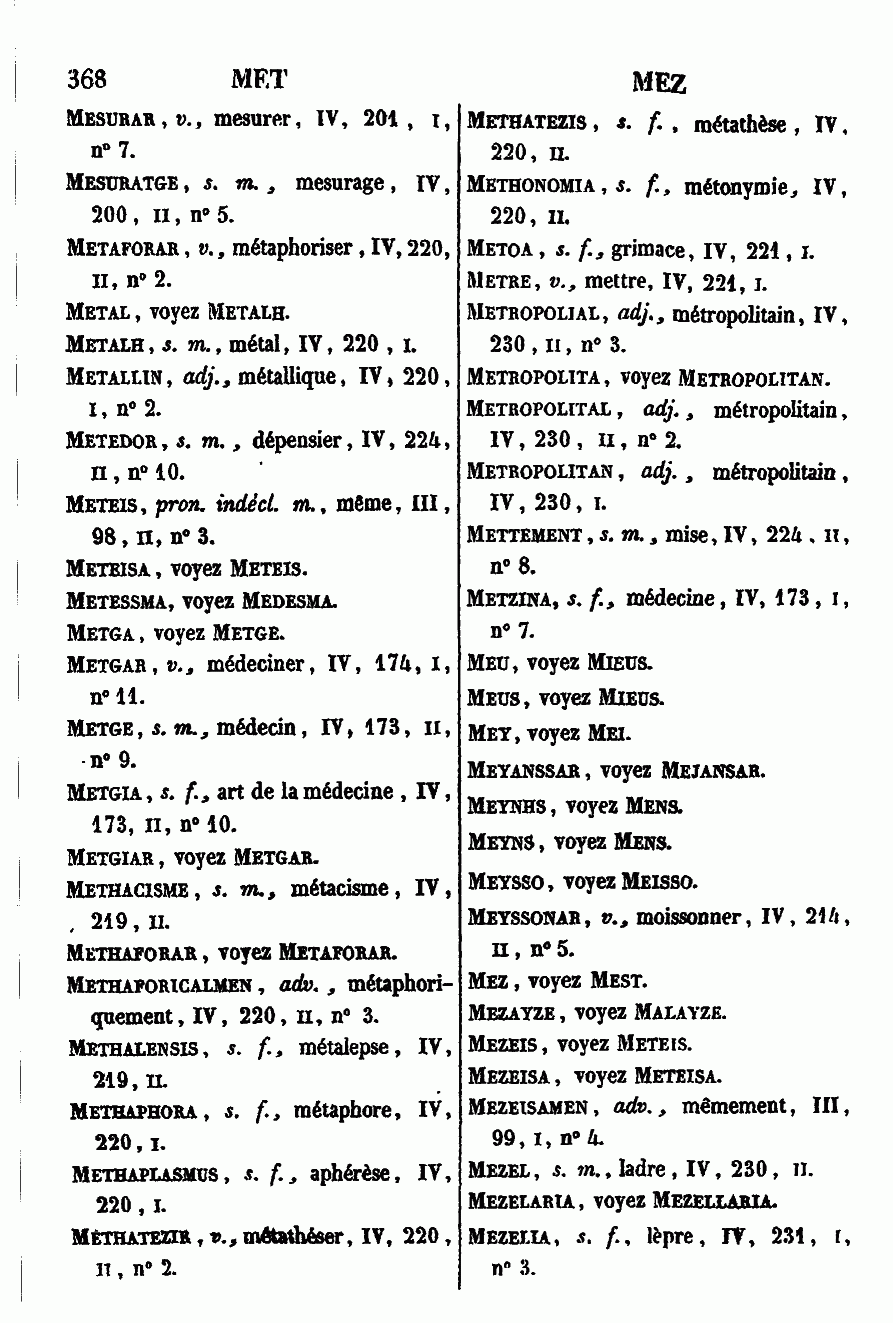 368 MET MEZ
MESURAR, v., mesurer, IV, 201, I,
n° 7.
MESURATGE, s. m., mesurage, IV,
200, II, n° 5.
METAFORAR, v., métaphoriser, IV, 220,
II, n° 2.
METAL, voyez METALH.
METALH, s. m., métal, IV, 220, I.
METALLIN, adj., métallique, IV, 220,
I, n° 2.
METEDOR, s. m., dépensier, IV, 224,
II, n° 10.
METEIS, pron. indécl. m., même, III,
98, II, n° 3.
METEISA, voyez METEIS.
METESSMA, voyez MEDESMA.
METGA, voyez METGE.
METGAR, v., médeciner, IV, 174, I,
n° 11.
METGE, s. m., médecin, IV, 173, II,
n° 9.
METGIA, s. f., art de la médecine, IV,
173, II, n° 10.
METGIAR, voyez METGAR.
METHACISME, s. m., métacisme, IV,
219, II.
METHAFORAR, voyez METAFORAR.
METHAFORICALMEN, adv., métaphori-
quement, IV, 220, II, n° 3.
METHALENSIS, s. f., métalepse, IV,
219, II.
METHAPHORA, s. f., métaphore, IV,
220, I.
METHAPLASMUS, s. f., aphérèse, IV,
220, I.
METHATEZIR, v., métathéser, IV, 220,
II, n° 2.
METHATEZIS, s. f., métathèse, IV,
220, II.
METHONOMIA, s. f., métonymie, IV,
220, II.
METOA, s. f., grimace, IV, 221, I.
METRE, v., mettre, IV, 221, I.
METROPOLIAL, adj., métropolitain, IV,
230, II, n° 3.
METROPOLITA, voyez METROPOLITAN.
METROPOLITAL, adj., métropolitain,
IV, 230, II, n° 2.
METROPOLITAN, adj., métropolitain,
IV, 230, I.
METTEMENT, s. m., mise, IV, 224, II,
n° 8.
METZINA, s. f., médecine, IV, 173, I,
n° 7.
MEU, voyez MIEUS.
MEUS, voyez MIEUS.
MEY, voyez MEI.
MEYANSSAR, voyez MEJANSAR.
MEYNHS, voyez MENS.
MEYNS, voyez MENS.
MEYSSO, voyez MEISSO.
MEYSSONAR, v., moissonner, IV, 214,
II, n° 5.
MEZ, voyez MEST.
MEZAYZE, voyez MALAYZE.
MEZEIS, voyez METEIS.
MEZEISA, voyez METEISA.
MEZEISAMEN, adv., mêmement, III,
99, I, n° 4.
MEZEL, s. m., ladre, IV, 230, II.
MEZELARIA, voyez MEZELLARIA.
MEZELIA, s. f., lèpre, IV, 231, I,
n° 3.